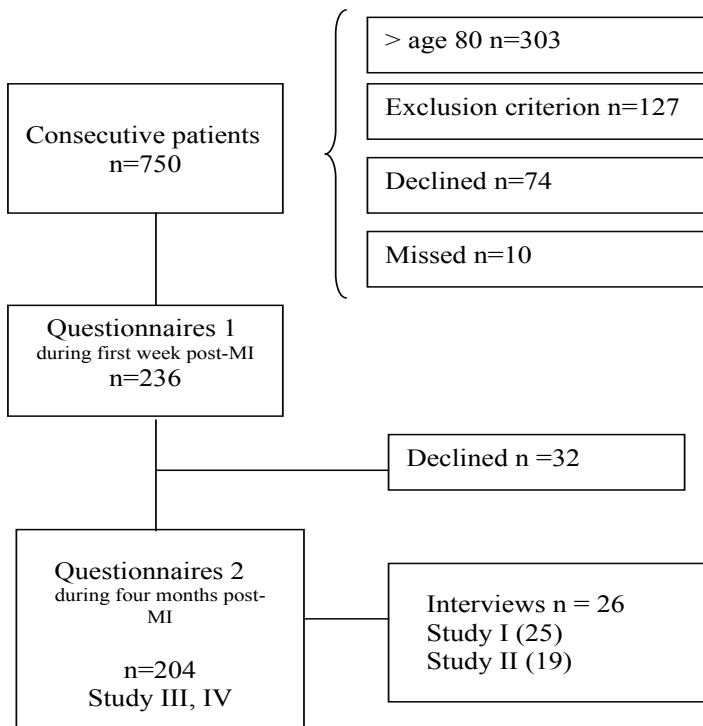 > age 80 n=303
Exclusion criterion n=127
Declined n=74
Missed n=10
Consecutive patients
n=750
Questionnaires 1
during first week post-MI
n=236
Declined n =32
Questionnaires 2
during four months post-
MI
n=204
Study III, IV
Interviews n = 26
Study I (25)
Study II (19)